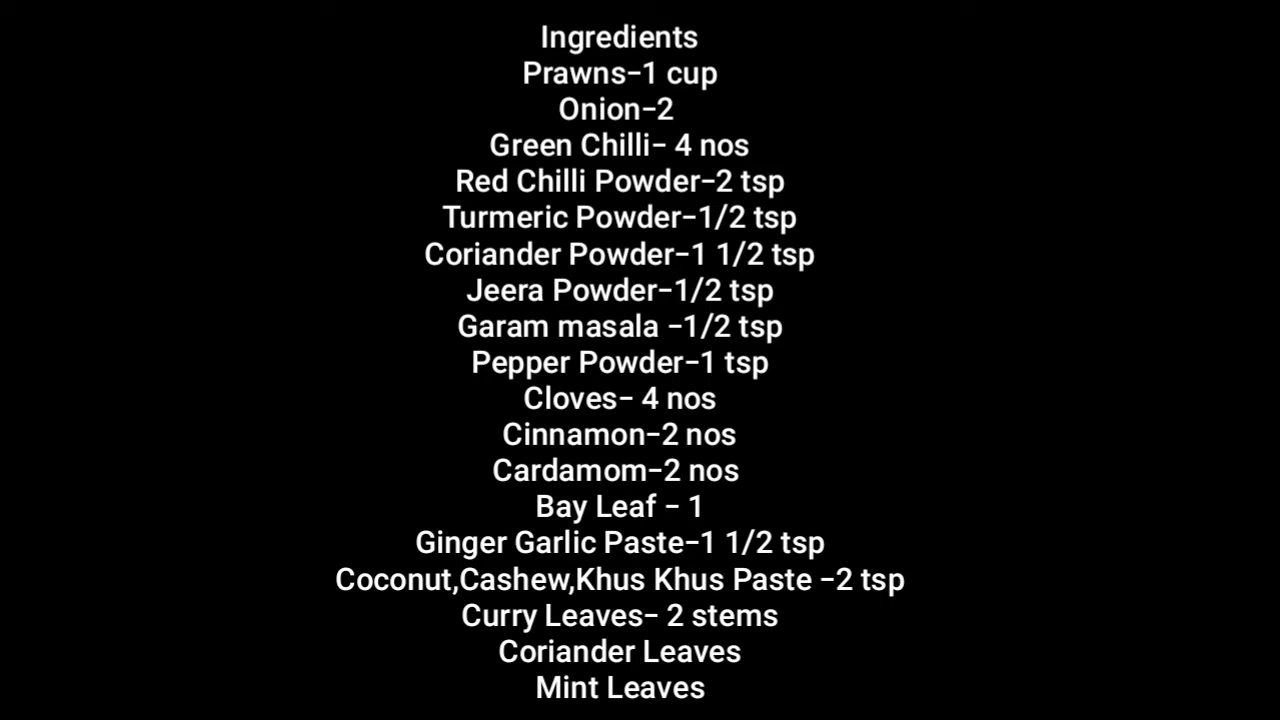 Ingredients
Prawns-1 cup
Onion-2
Green Chilli- 4 nos
Red Chilli Powder-2 tsp
Turmeric Powder-1/2 tsp
Coriander Powder-1 1/2 tsp
Jeera Powder-1/2 tsp
Garam masala -1/2 tsp
Pepper Powder-1 tsp
Cloves- 4 nos
Cinnamon-2 nos
Cardamom-2 nos
Bay Leaf - 1
Ginger Garlic Paste-1 1/2 tsp
Coconut,Cashew,Khus Khus Paste -2 tsp
Curry Leaves- 2 stems
Coriander Leaves
Mint Leaves